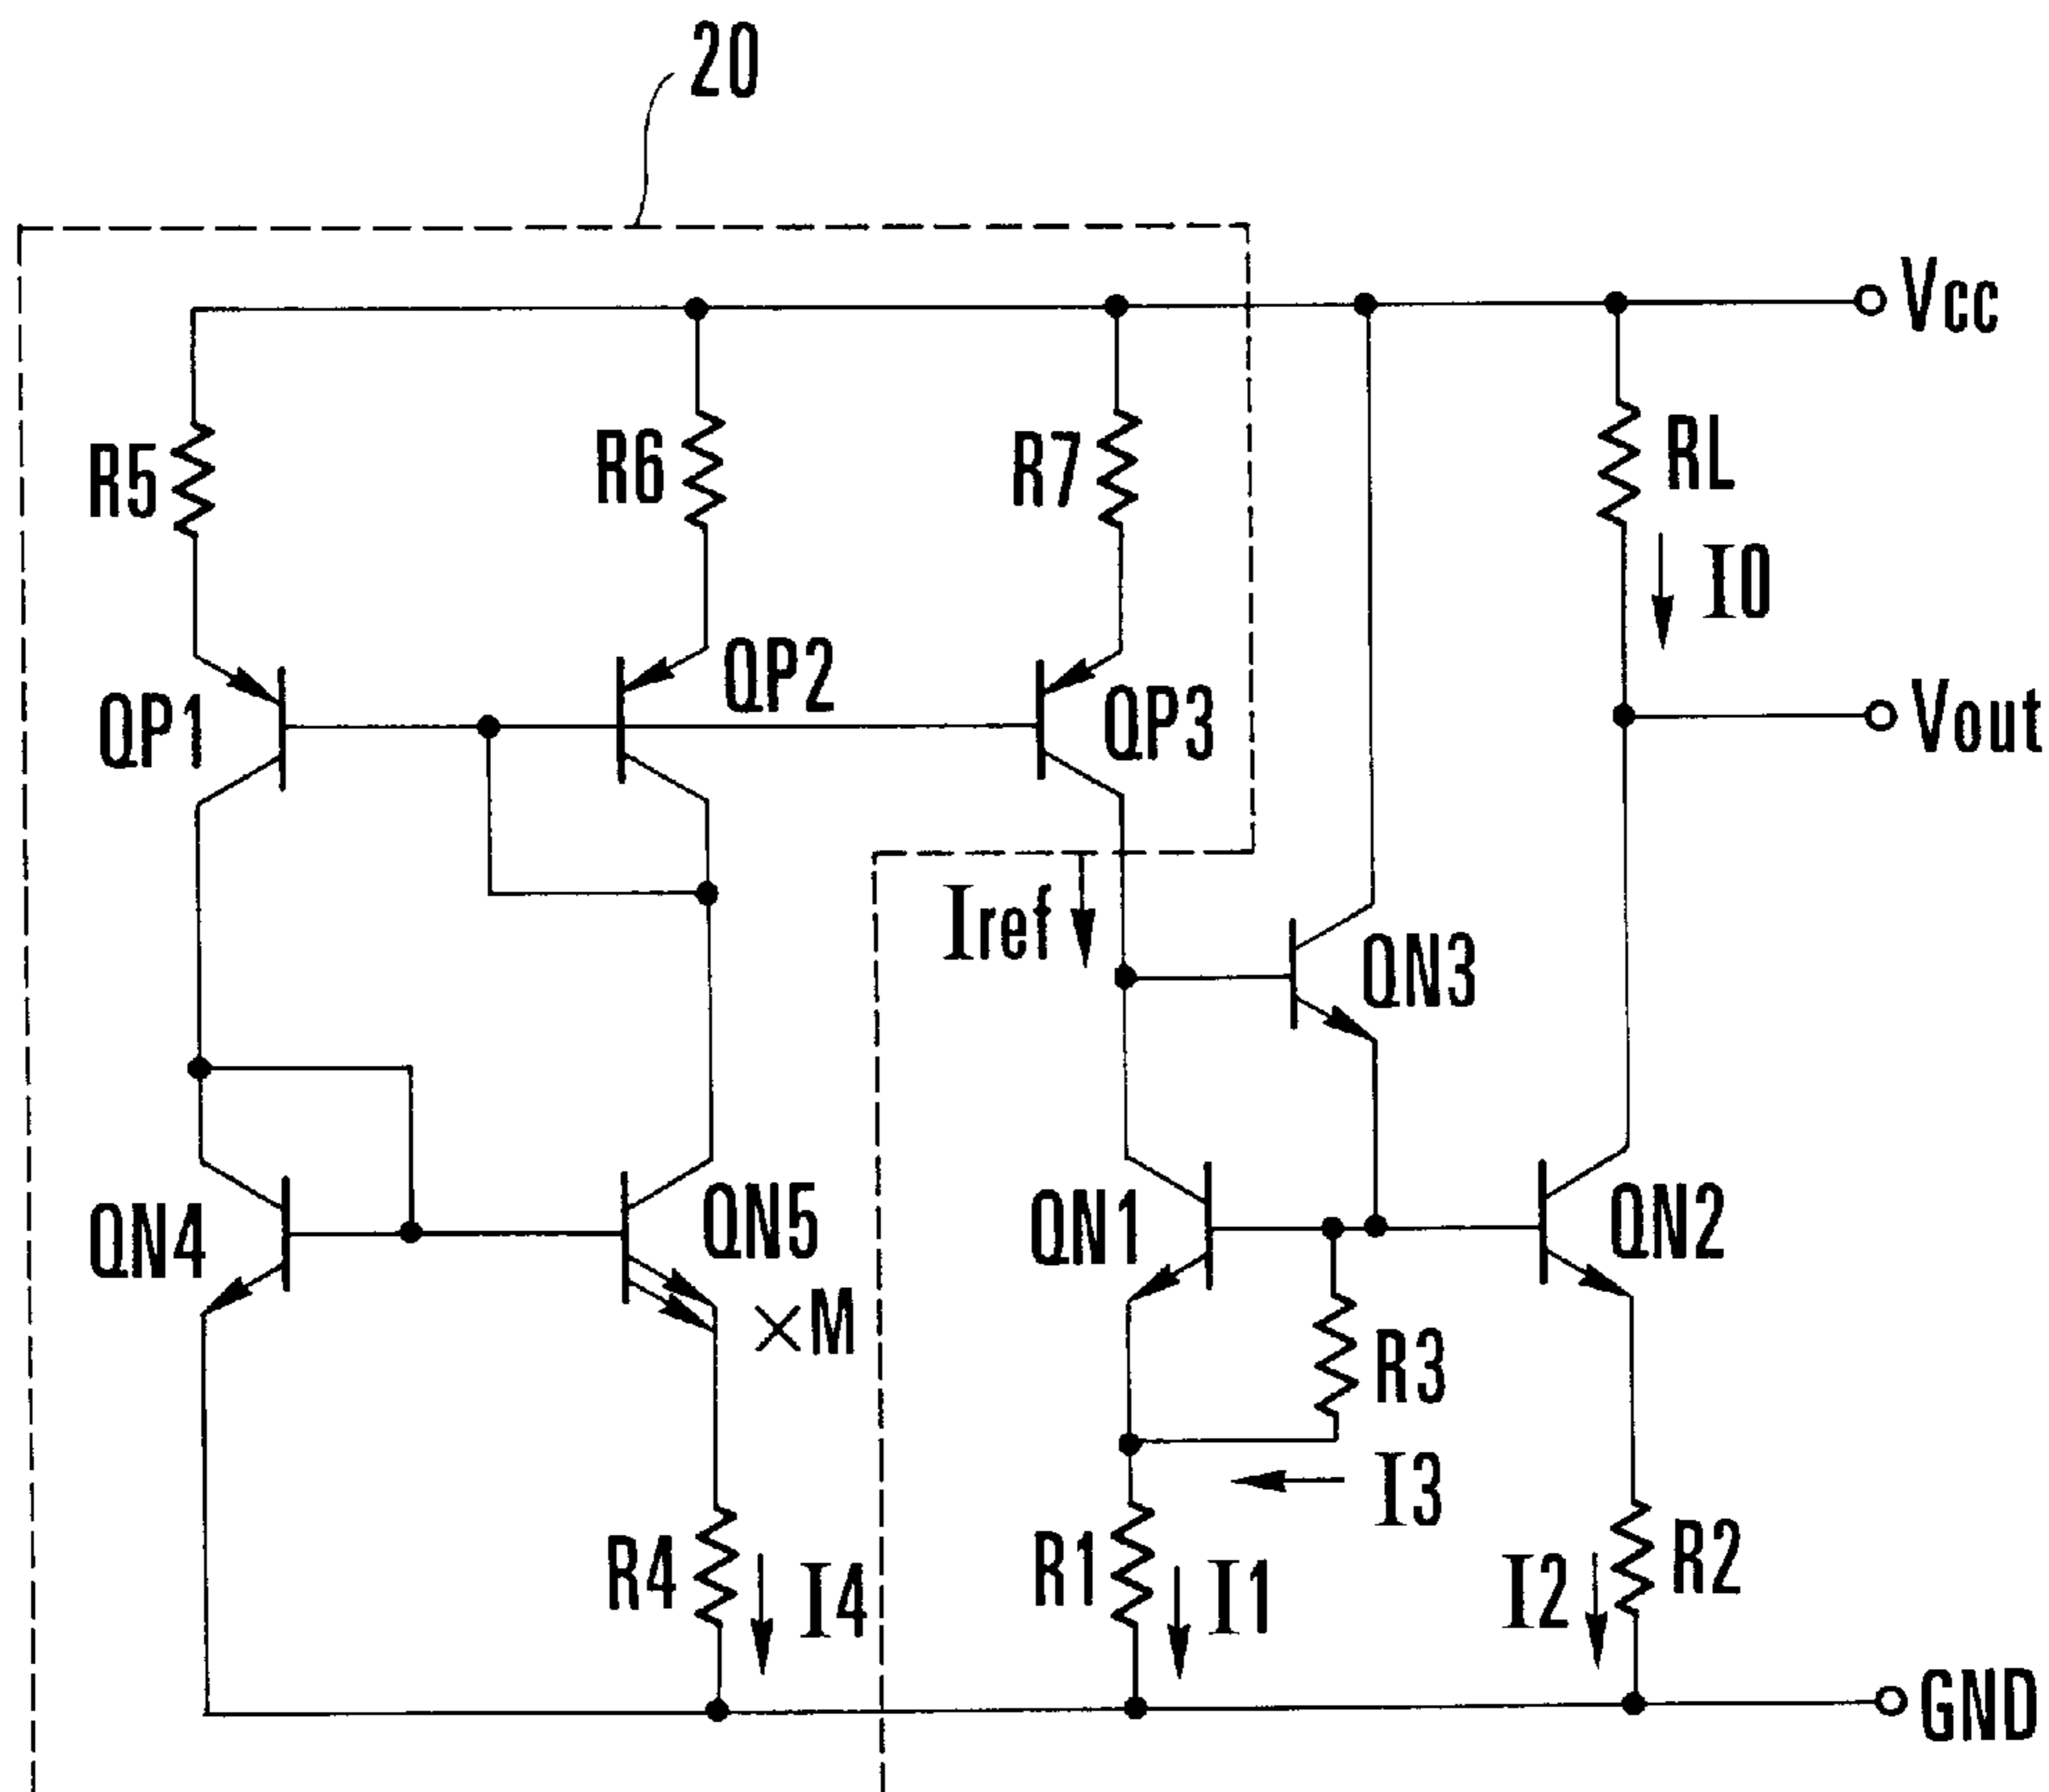 20
Vcc
R5
R6
R7
RL
I0
QP1
QP2
QP3
Vout
Iref
QN3
QN4
QN5
×M
QN1
QN2
R3
I3
R4
I4
R1
I1
I2
R2
GND